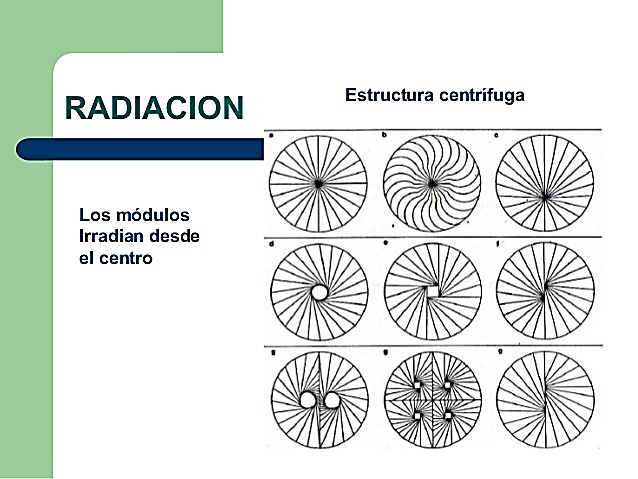 RADIACION
Estructura centrífuga
Los módulos
Irradian desde
el centro
a
b
c
d
e
f
g
g
g